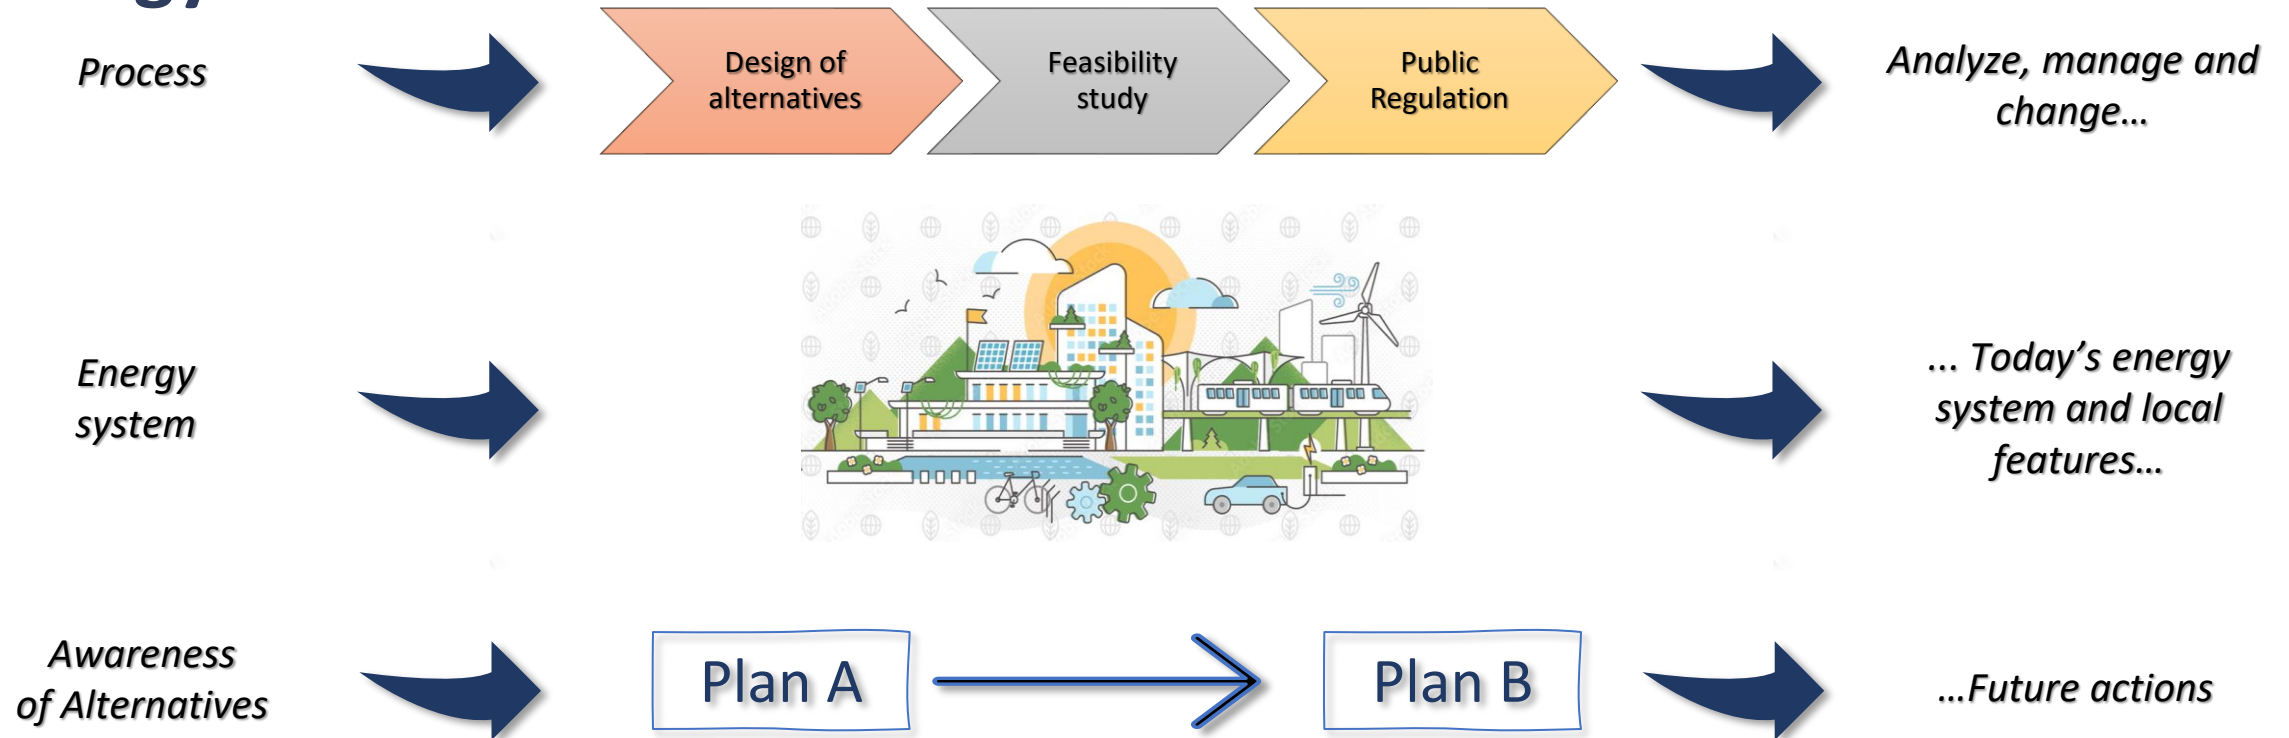 Process
Design of
alternatives
Feasibility
study
Public
Regulation
Analyze, manage and
change...
Energy
system
... Today’s energy
system and local
features...
Awareness
of Alternatives
Plan A
Plan B
...Future actions